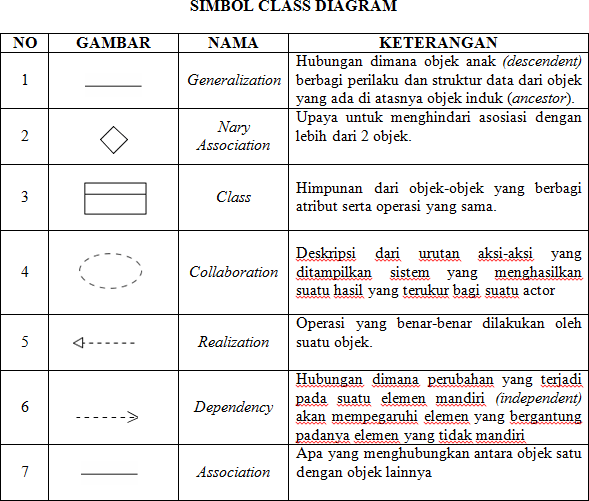 SIMBOL CLASS DIAGRAM
NO GAMBAR NAMA KETERANGAN
1 Generalization Hubungan dimana objek anak (descendent)
berbagi perilaku dan struktur data dari objek
yang ada di atasnya objek induk (ancestor).
2 Nary
Association
Upaya untuk menghindari asosiasi dengan
lebih dari 2 objek.
3 Class
Himpunan dari objek-objek yang berbagi
atribut serta operasi yang sama.
4 Collaboration
Deskripsi dari urutan aksi-aksi yang
ditampilkan sistem yang menghasilkan
suatu hasil yang terukur bagi suatu actor
5 Realization
Operasi yang benar-benar dilakukan oleh
suatu objek.
6 Dependency
Hubungan dimana perubahan yang terjadi
pada suatu elemen mandiri (independent)
akan mempegaruhi elemen yang bergantung
padanya elemen yang tidak mandiri
7 Association
Apa yang menghubungkan antara objek satu
dengan objek lainnya